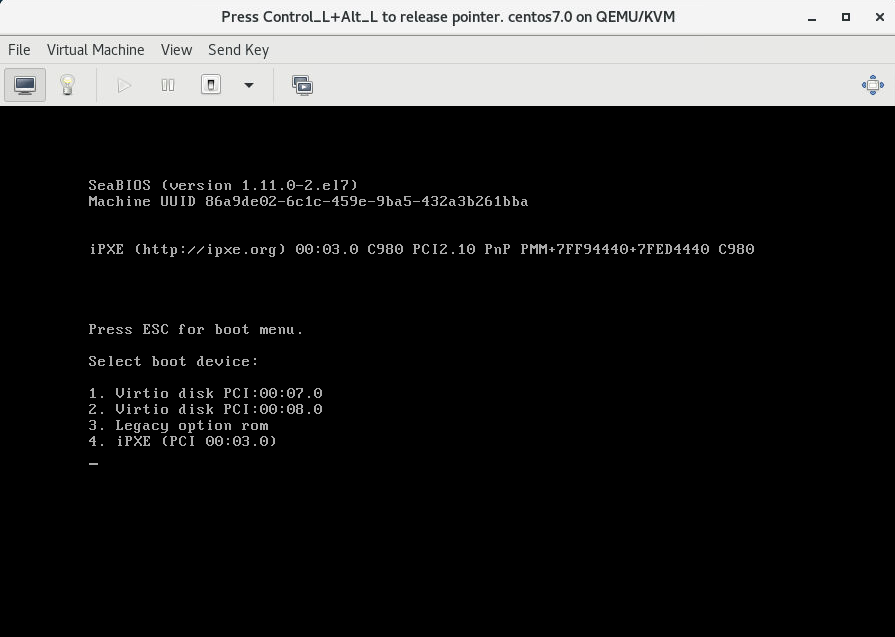 Press Control_L+Alt_L to release pointer. centos7.0 on QEMU/KVM
File Virtual Machine View Send Key
SeaBIOS (version 1.11.0-2.el7)
Machine UUID 86a9de02-6c1c-459e-9ba5-432a3b261bba
iPXE (http://ipxe.org) 00:03.0 C980 PCI2.10 PnP PMM+7FF94440+7FED4440 C980
Press ESC for boot menu.
Select boot device:
1. Virtio disk PCI:00:07.0
2. Virtio disk PCI:00:08.0
3. Legacy option rom
4. iPXE (PCI 00:03.0)